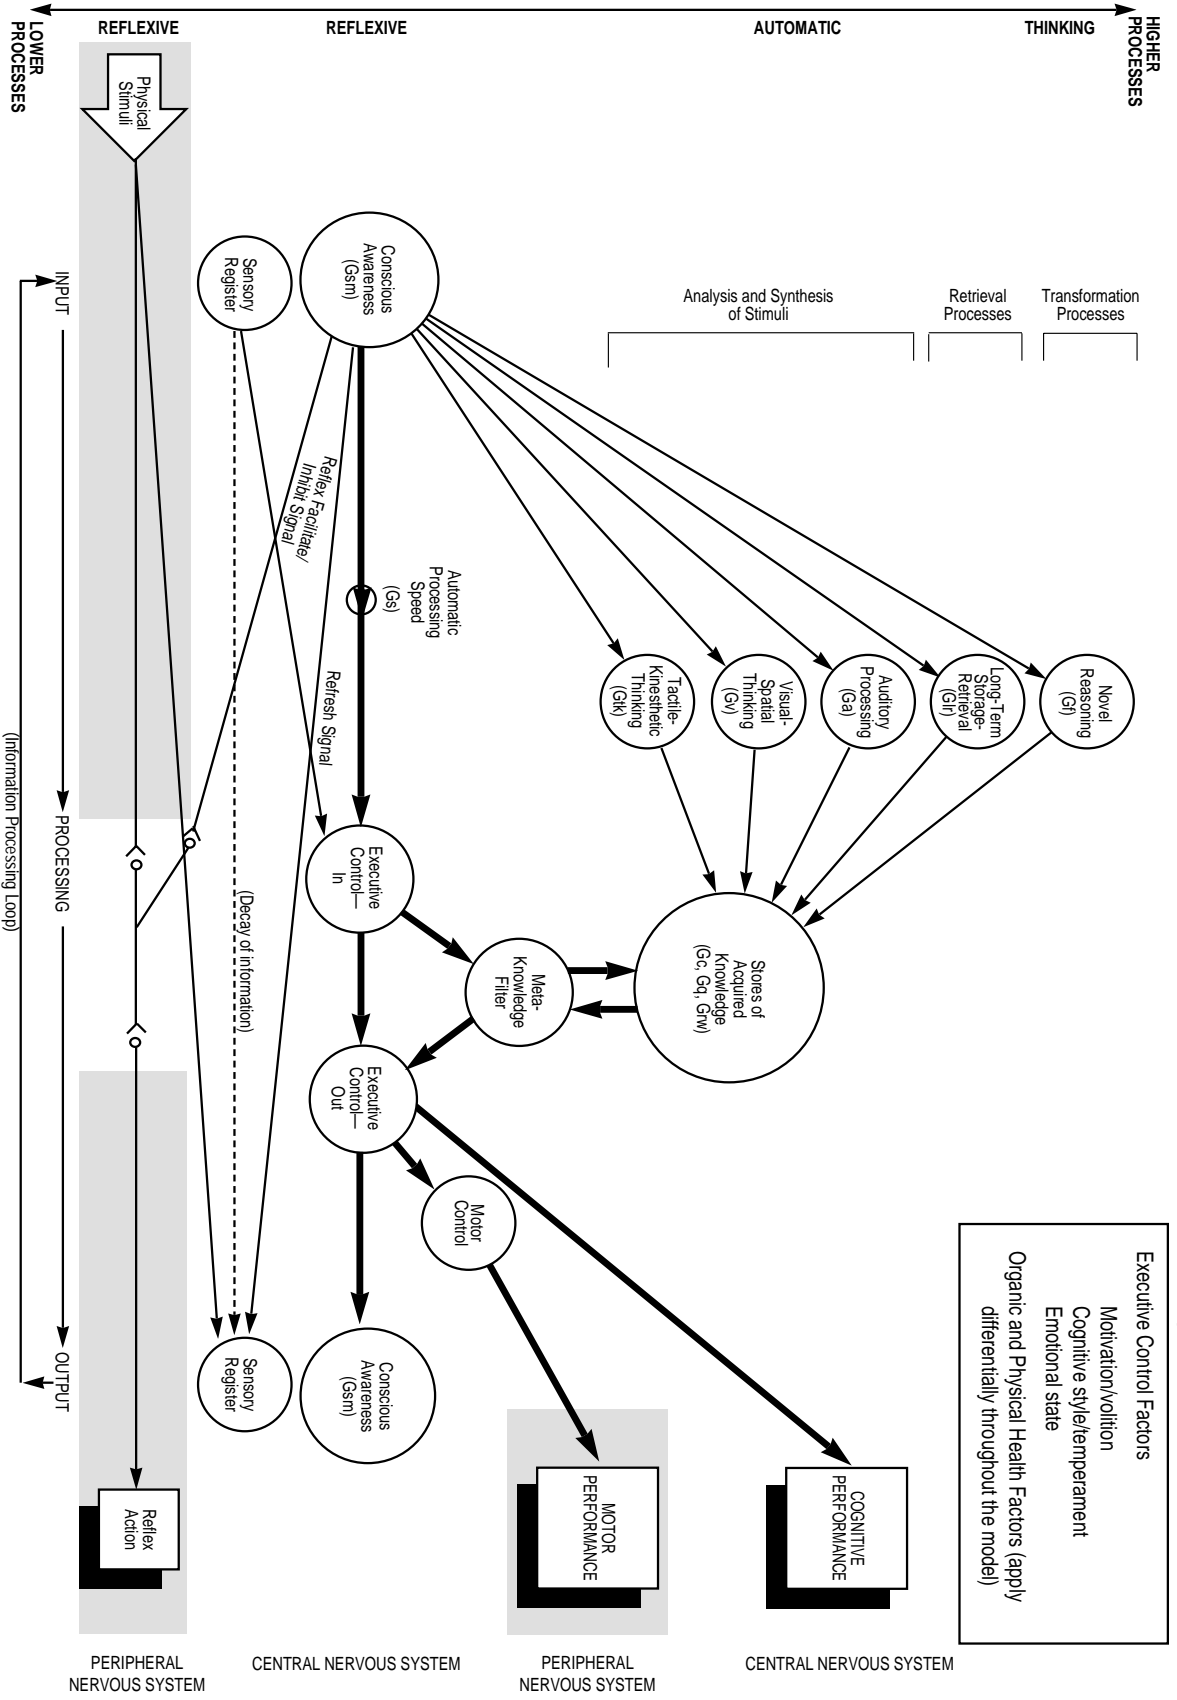 LOWER
PROCESSES
REFLEXIVE
REFLEXIVE
AUTOMATIC
THINKING
HIGHER
PROCESSES
Physical
Stimuli
Sensory
Register
Conscious
Awareness
(Gsm)
Analysis and Synthesis
of Stimuli
Retrieval
Processes
Transformation
Processes
INPUT
PROCESSING
OUTPUT
(Information Processing Loop)
Reflex Facilitate/
Inhibit Signal
Automatic
Processing
Speed
(Gs)
Refresh Signal
(Decay of information)
Tactile-
Kinesthetic
Thinking
(Gtk)
Visual-
Spatial
Thinking
(Gv)
Auditory
Processing
(Ga)
Long-Term
Storage-
Retrieval
(Glr)
Novel
Reasoning
(Gf)
Executive
Control—
In
Meta-
Knowledge
Filter
Stores of
Acquired
Knowledge
(Gc, Gq, Grw)
Executive
Control—
Out
Motor
Control
Sensory
Register
Conscious
Awareness
(Gsm)
Executive Control Factors
Motivation/volition
Cognitive style/temperament
Emotional state
Organic and Physical Health Factors (apply
differentially throughout the model)
Reflex
Action
MOTOR
PERFORMANCE
COGNITIVE
PERFORMANCE
PERIPHERAL
NERVOUS SYSTEM
CENTRAL NERVOUS SYSTEM
PERIPHERAL
NERVOUS SYSTEM
CENTRAL NERVOUS SYSTEM